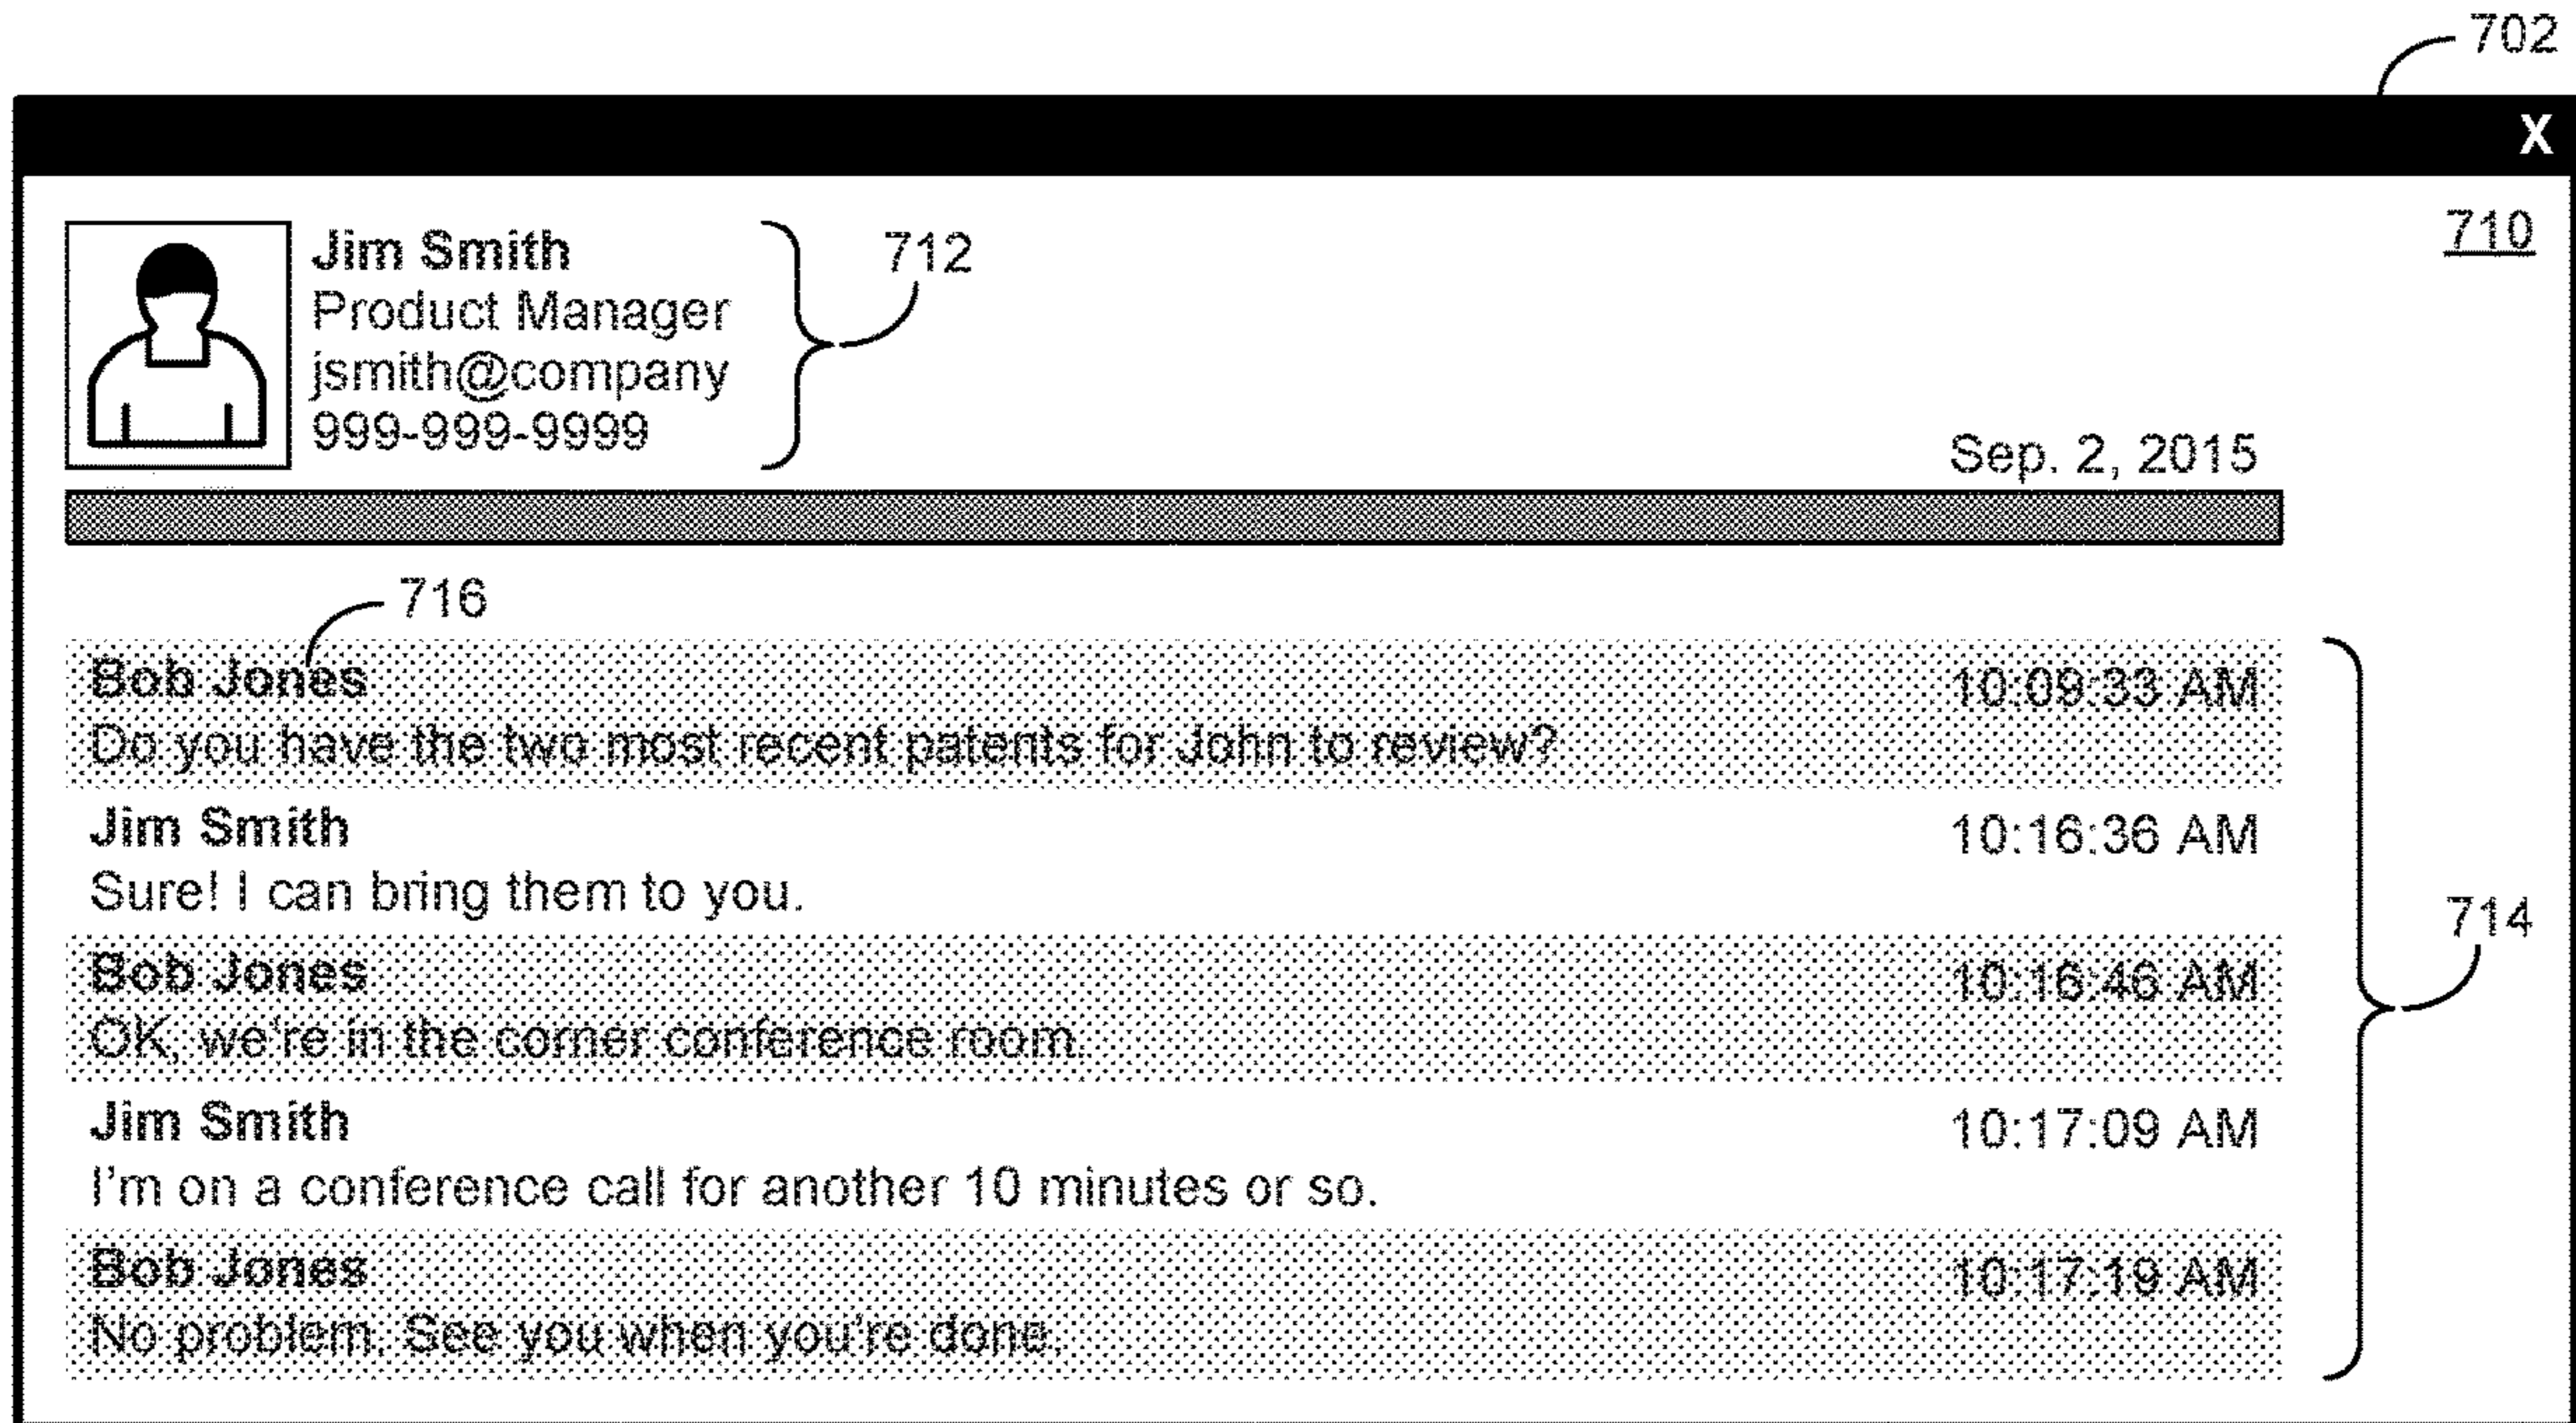 702
X
710
Jim Smith
712
Product Manager
jsmith@company
999-999-9999
Sep. 2, 2015
716
Bob Jones 10:09:33 AM
Do you have the two most recent patents for John to review?
Jim Smith 10:16:36 AM
Sure! I can bring them to you.
714
Bob Jones 10:16:46 AM
OK, we're in the corner conference room.
Jim Smith 10:17:09 AM
I'm on a conference call for another 10 minutes or so.
Bob Jones 10:17:19 AM
No problem. See you when you're done.